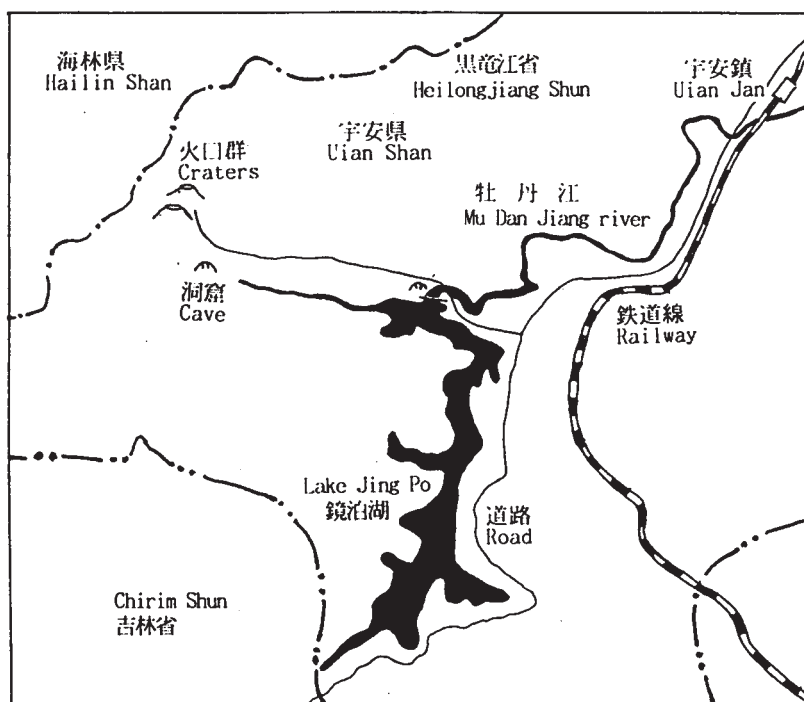 海林県
Hailin Shan
黒竜江省
Heilongjiang Shun
宇安鎮
Uian Jan
火口群
Craters
宇安県
Uian Shan
牡丹江
Mu Dan Jiang river
洞窟
Cave
鉄道線
Railway
Lake Jing Po
鏡泊湖
道路
Road
Chirim Shun
吉林省